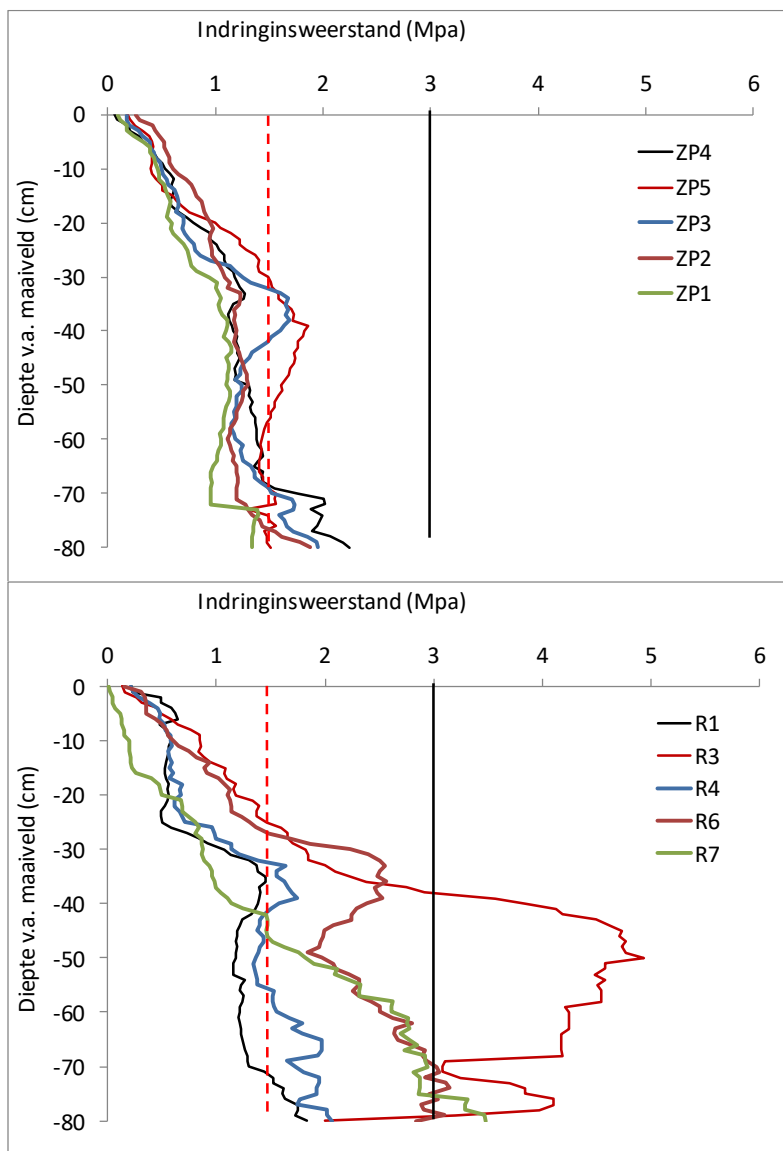 Indringinsweerstand (Mpa)
0 1 2 3 4 5 6
Diepte v.a. maaiveld (cm)
0
-10
-20
-30
-40
-50
-60
-70
-80
ZP4
ZP5
ZP3
ZP2
ZP1
Indringinsweerstand (Mpa)
0 1 2 3 4 5 6
Diepte v.a. maaiveld (cm)
0
-10
-20
-30
-40
-50
-60
-70
-80
R1
R3
R4
R6
R7